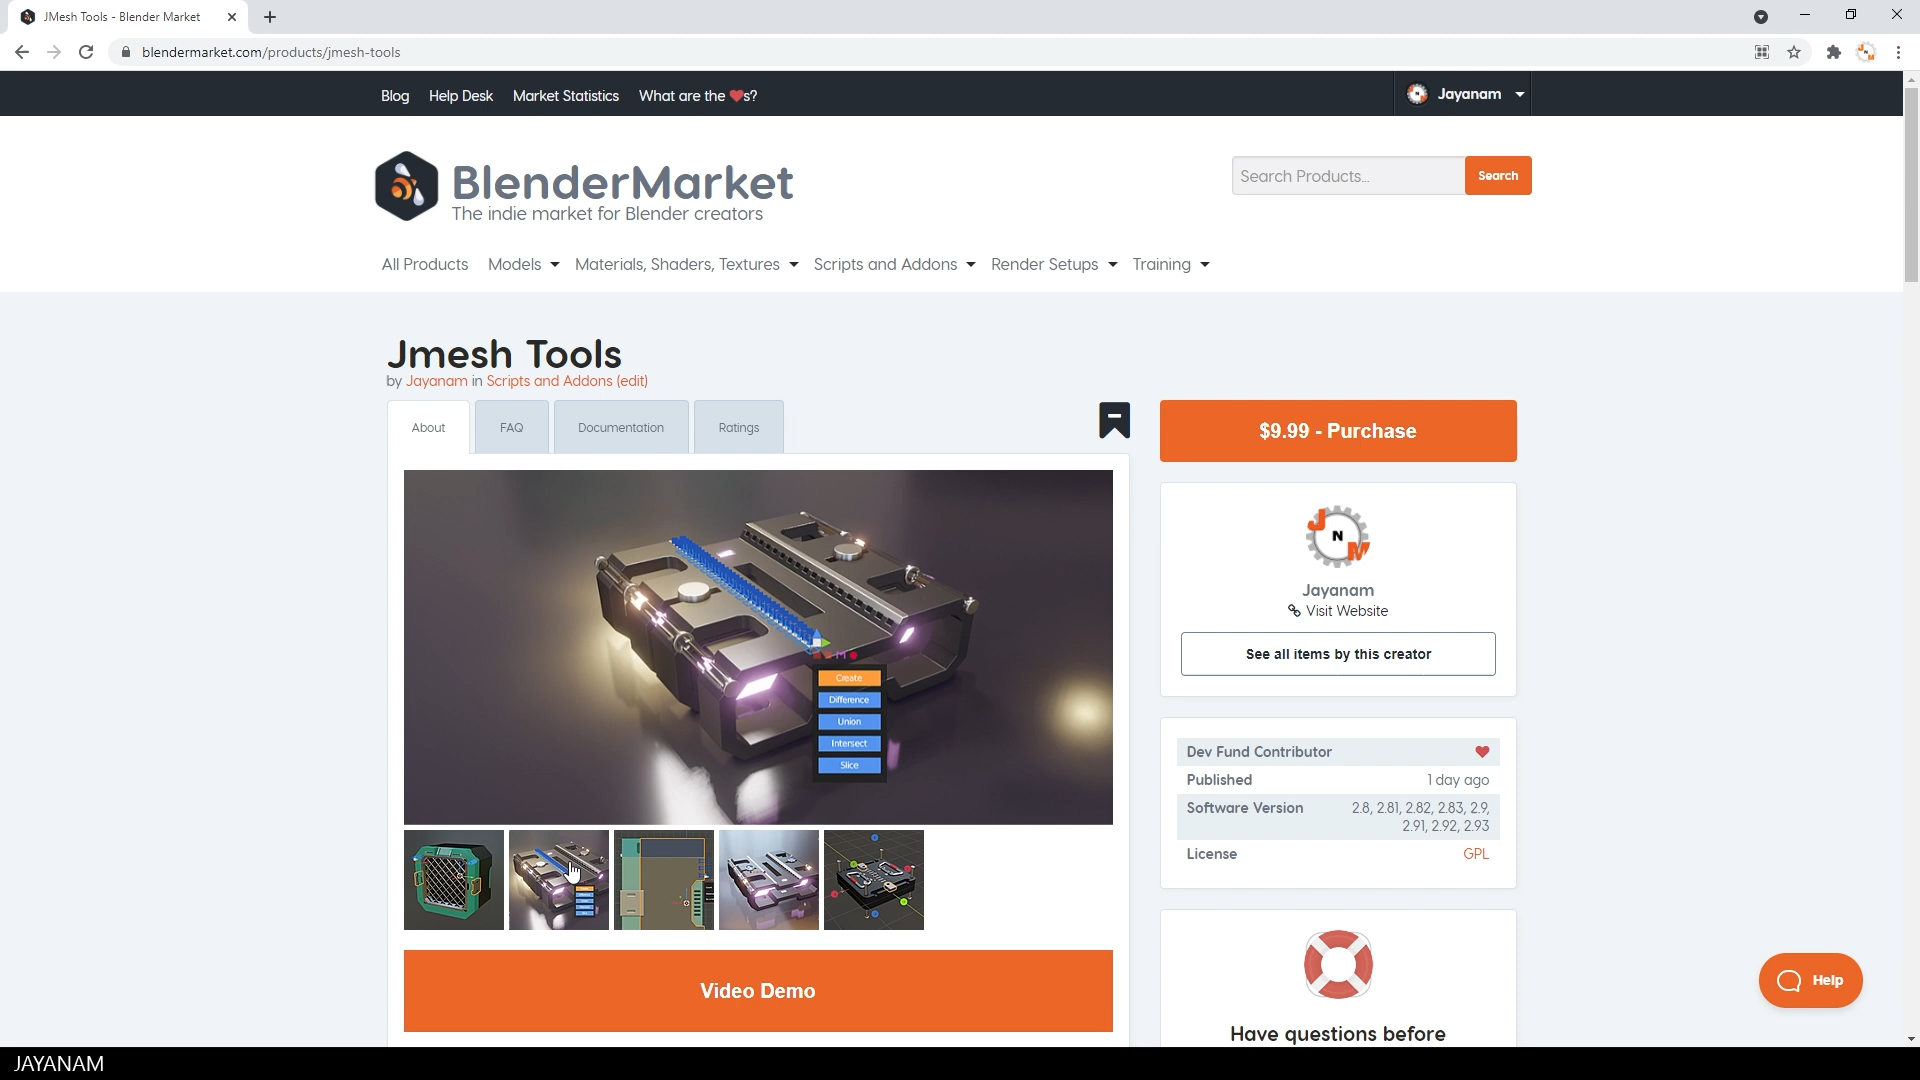 JMesh Tools - Blender Market
blendermarket.com/products/jmesh-tools
Blog Help Desk Market Statistics What are the ❤s?
Jayanam
BlenderMarket
The indie market for Blender creators
Search Products...
Search
All Products Models Materials, Shaders, Textures Scripts and Addons Render Setups Training
Jmesh Tools
by Jayanam in Scripts and Addons (edit)
About FAQ Documentation Ratings
Create
Difference
Union
Intersect
Slice
Video Demo
$9.99 - Purchase
J N M
Jayanam
Visit Website
See all items by this creator
Dev Fund Contributor
Published 1 day ago
Software Version 2.8, 2.81, 2.82, 2.83, 2.9,
2.91, 2.92, 2.93
License GPL
Have questions before
Help
JAYANAM